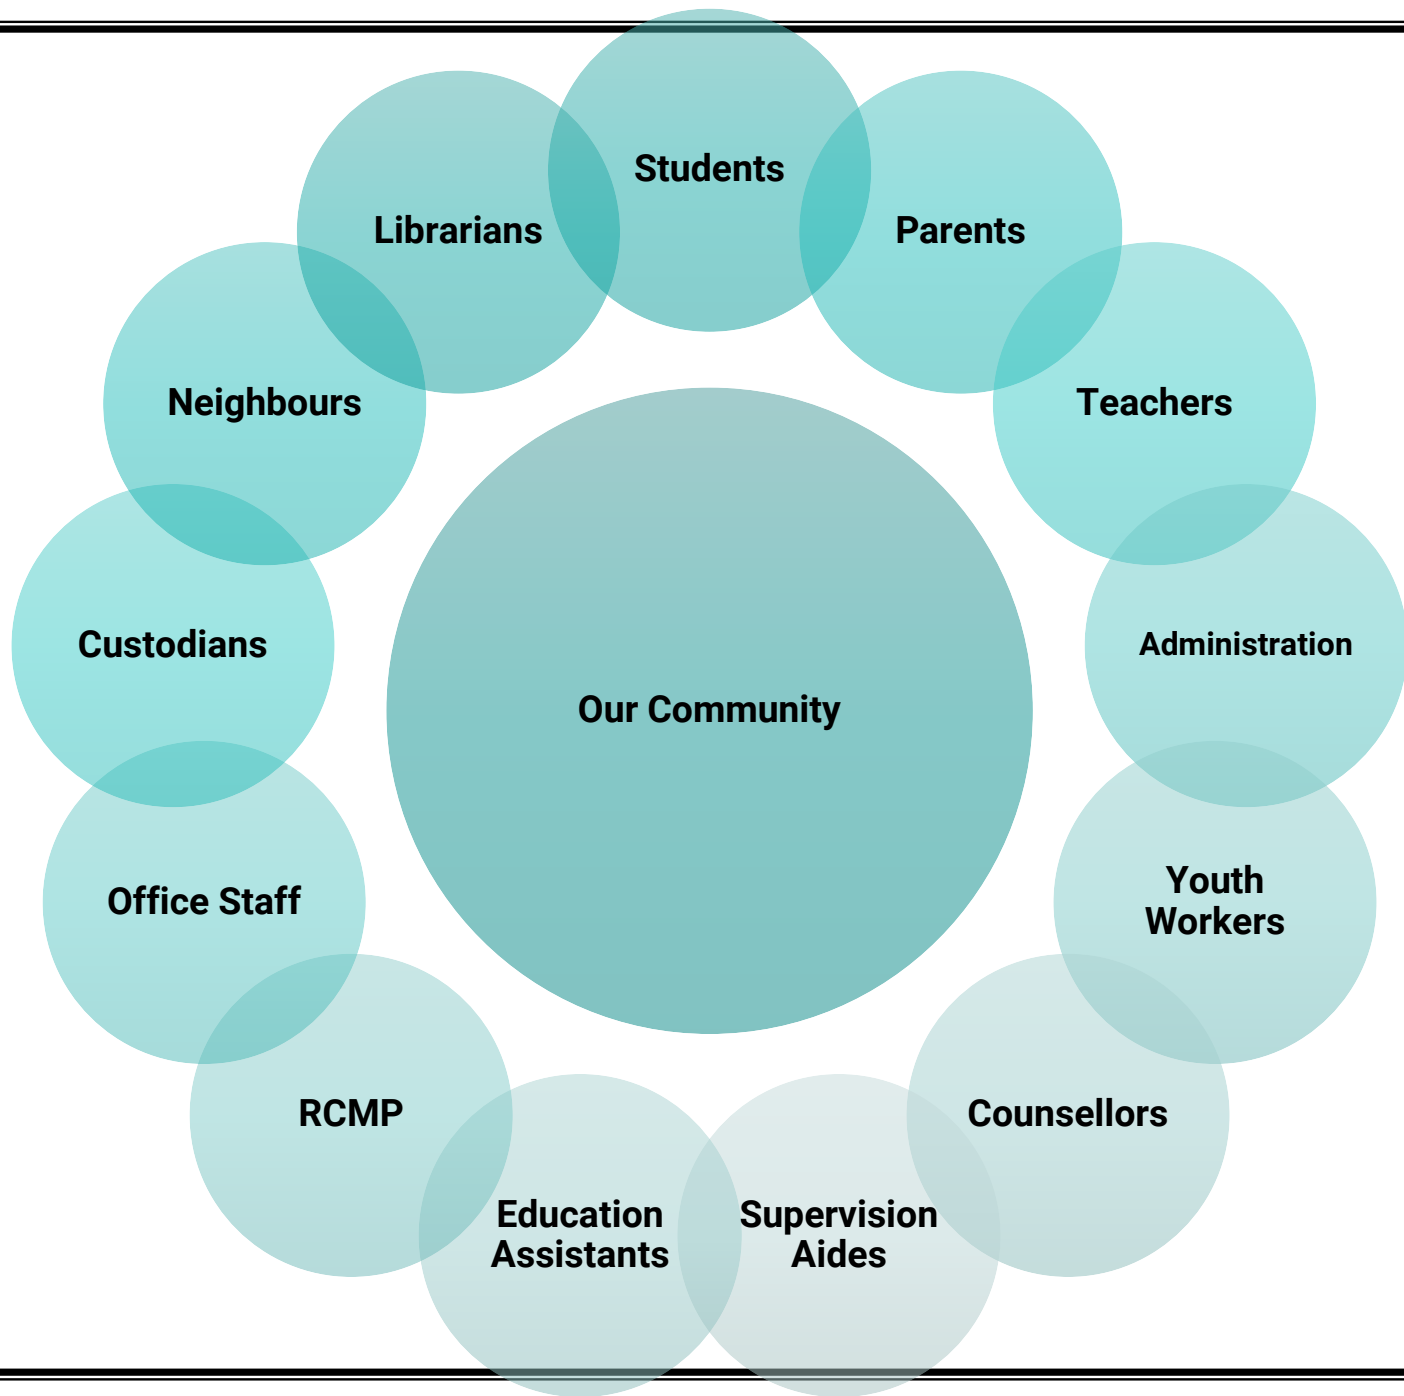 Students
Librarians
Parents
Neighbours
Teachers
Custodians
Administration
Our Community
Office Staff
Youth
Workers
RCMP
Counsellors
Education
Assistants
Supervision
Aides